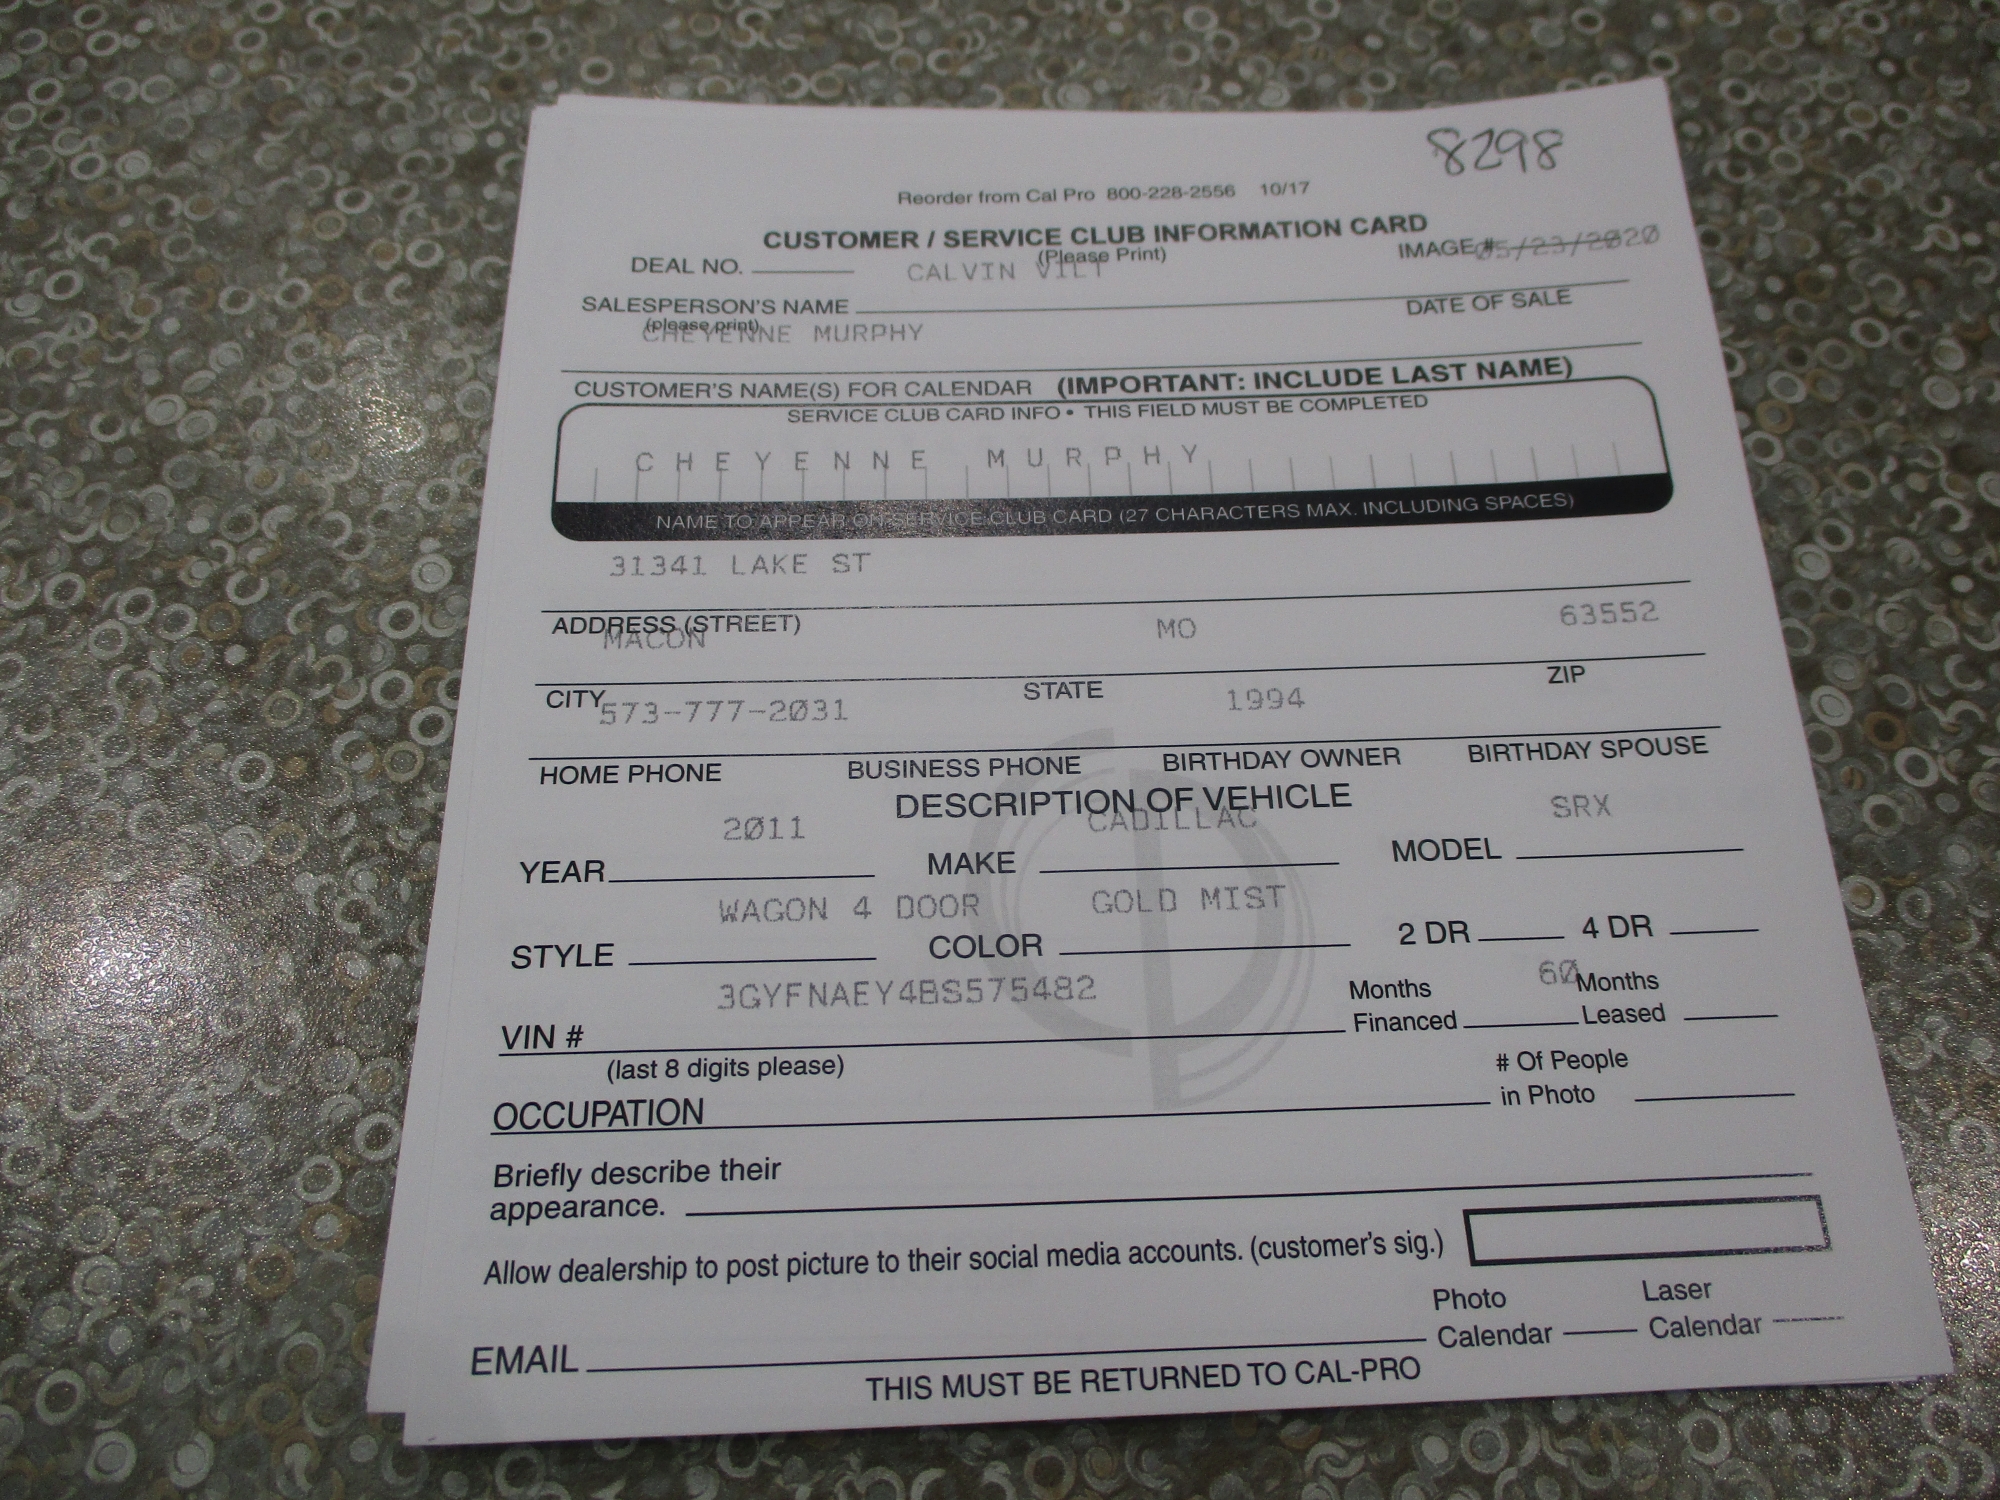 8298
Reorder from Cal Pro 800-228-2556 10/17
CUSTOMER / SERVICE CLUB INFORMATION CARD
(Please Print)
DEAL NO. IMAGE # 05/23/2020
CALVIN VILT
SALESPERSON'S NAME DATE OF SALE
(please print)
CHEYENNE MURPHY
CUSTOMER'S NAME(S) FOR CALENDAR (IMPORTANT: INCLUDE LAST NAME)
SERVICE CLUB CARD INFO • THIS FIELD MUST BE COMPLETED
CHEYENNE MURPHY
NAME TO APPEAR ON SERVICE CLUB CARD (27 CHARACTERS MAX. INCLUDING SPACES)
31341 LAKE ST
ADDRESS (STREET)
MACON MO 63552
CITY STATE ZIP
573-777-2031 1994
HOME PHONE BUSINESS PHONE BIRTHDAY OWNER BIRTHDAY SPOUSE
DESCRIPTION OF VEHICLE
2011 CADILLAC SRX
YEAR MAKE MODEL
WAGON 4 DOOR GOLD MIST
STYLE COLOR 2 DR 4 DR
3GYFNAEY4BS575482 60
VIN # Months Financed Months Leased
(last 8 digits please)
OCCUPATION # Of People in Photo
Briefly describe their
appearance.
Allow dealership to post picture to their social media accounts. (customer's sig.)
EMAIL Photo Calendar Laser Calendar
THIS MUST BE RETURNED TO CAL-PRO